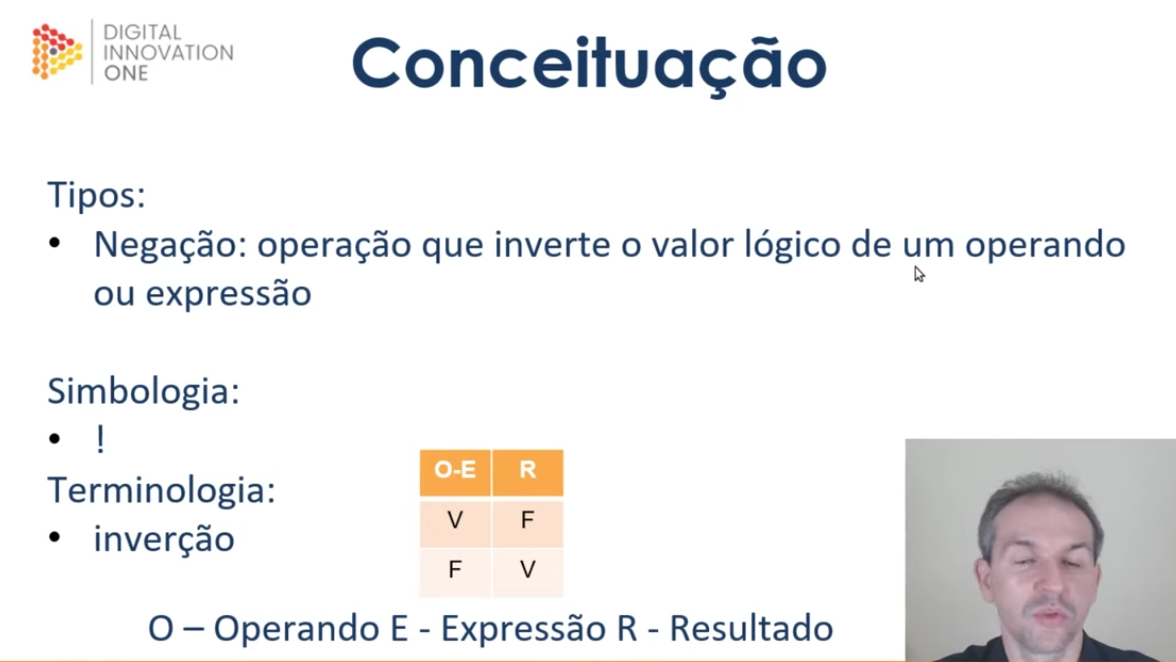 DIGITAL
INNOVATION
ONE
Conceituação
Tipos:
• Negação: operação que inverte o valor lógico de um operando
ou expressão
Simbologia:
• !
Terminologia:
• inverção
O-E R
V F
F V
O – Operando E - Expressão R - Resultado